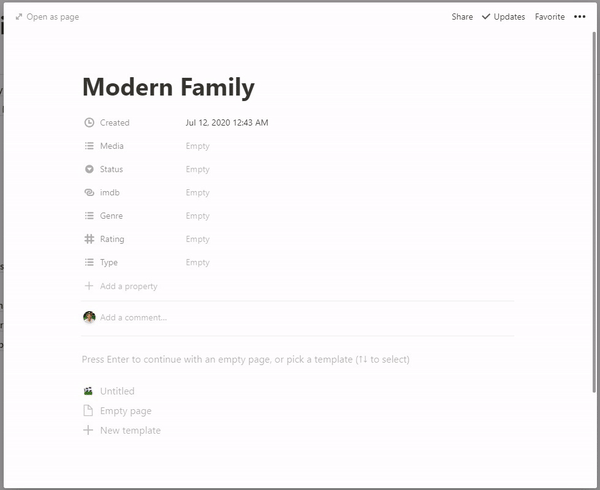 Open as page
Share Updates Favorite
Modern Family
Created Jul 12, 2020 12:43 AM
Media Empty
Status Empty
imdb Empty
Genre Empty
Rating Empty
Type Empty
Add a property
Add a comment...
Press Enter to continue with an empty page, or pick a template (↑↓ to select)
Untitled
Empty page
New template